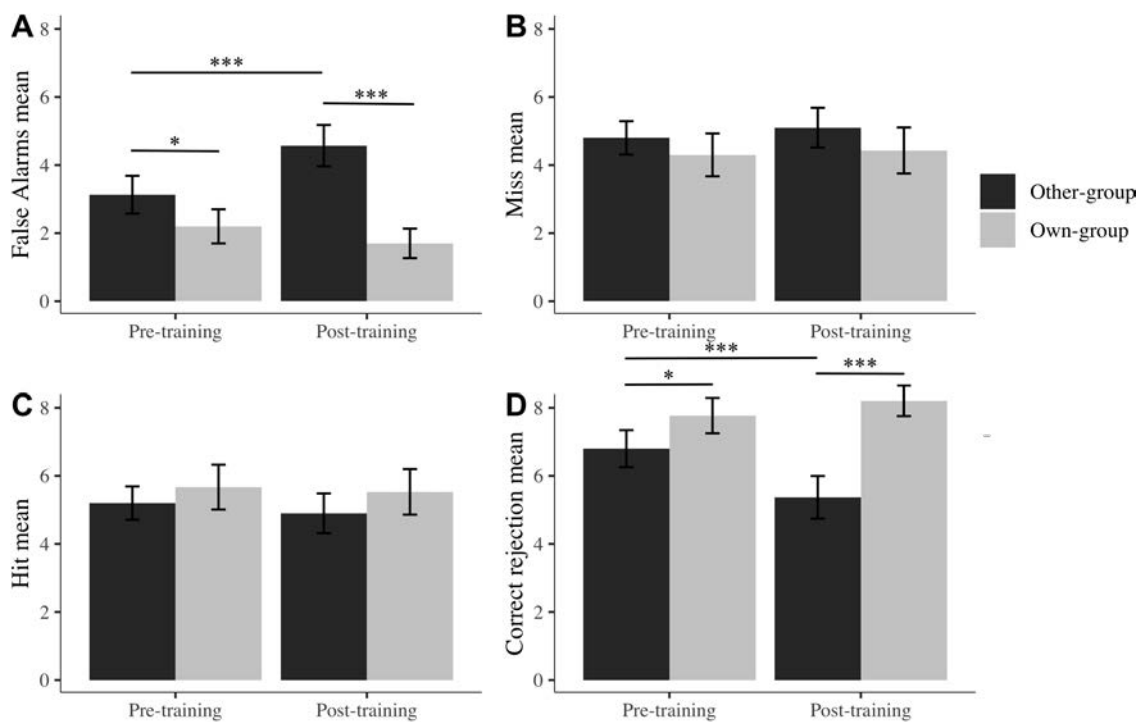 A
False Alarms mean
8
6
4
2
0
***
***
*
Pre-training
Post-training
B
Miss mean
8
6
4
2
0
Pre-training
Post-training
Other-group
Own-group
C
Hit mean
8
6
4
2
0
Pre-training
Post-training
D
Correct rejection mean
8
6
4
2
0
***
*
***
Pre-training
Post-training